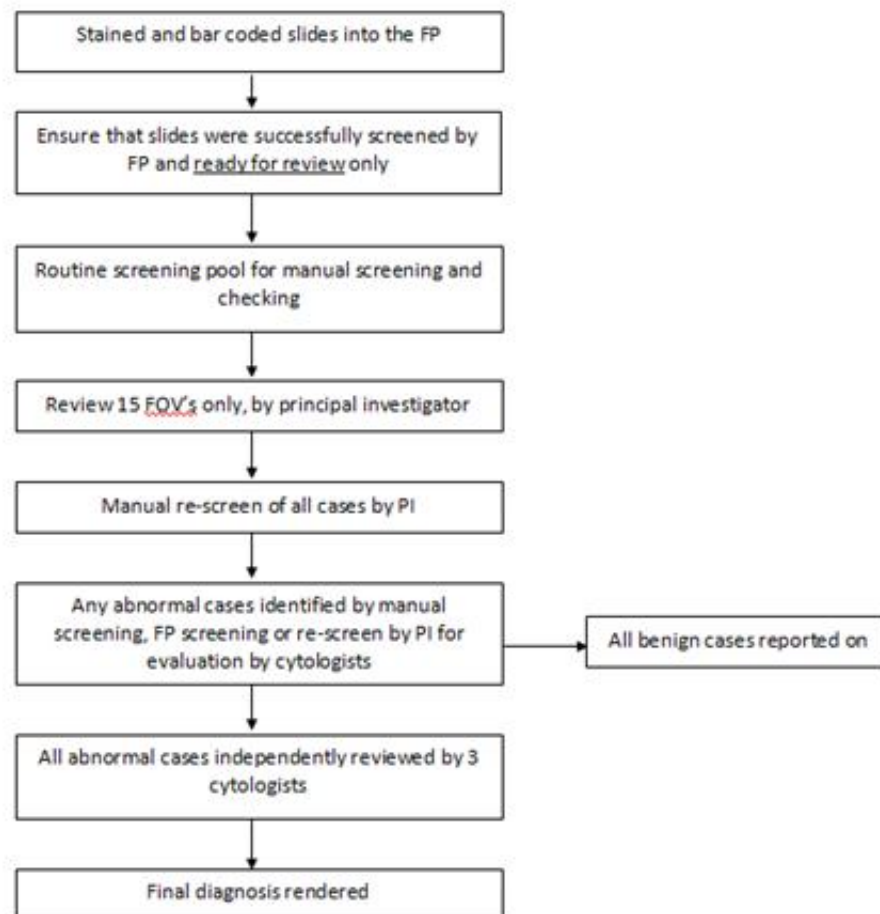 Stained and bar coded slides into the FP
Ensure that slides were successfully screened by
FP and ready for review only
Routine screening pool for manual screening and
checking
Review 15 FOV's only, by principal investigator
Manual re-screen of all cases by PI
Any abnormal cases identified by manual
screening, FP screening or re-screen by PI for
evaluation by cytologists
All benign cases reported on
All abnormal cases independently reviewed by 3
cytologists
Final diagnosis rendered